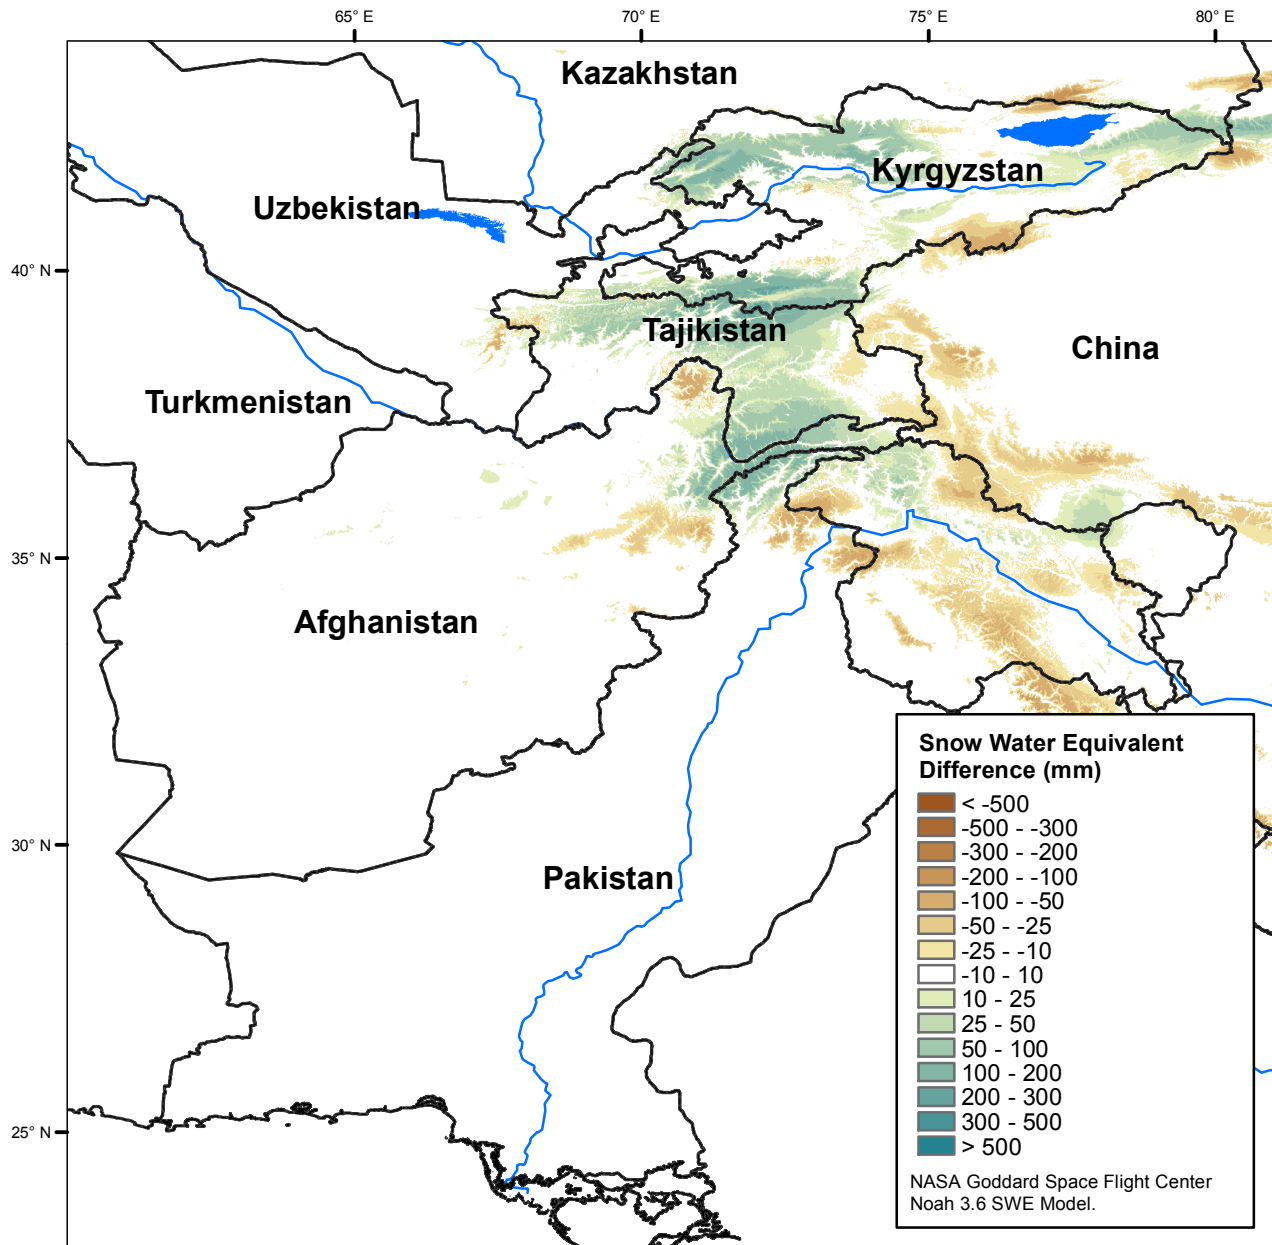 65° E
70° E
75° E
80° E
Kazakhstan
Kyrgyzstan
Uzbekistan
40° N
Tajikistan
China
Turkmenistan
35° N
Afghanistan
Snow Water Equivalent
Difference (mm)
< -500
-500 - -300
-300 - -200
-200 - -100
-100 - -50
-50 - -25
-25 - -10
-10 - 10
10 - 25
25 - 50
50 - 100
100 - 200
200 - 300
300 - 500
> 500
NASA Goddard Space Flight Center
Noah 3.6 SWE Model.
30° N
Pakistan
25° N